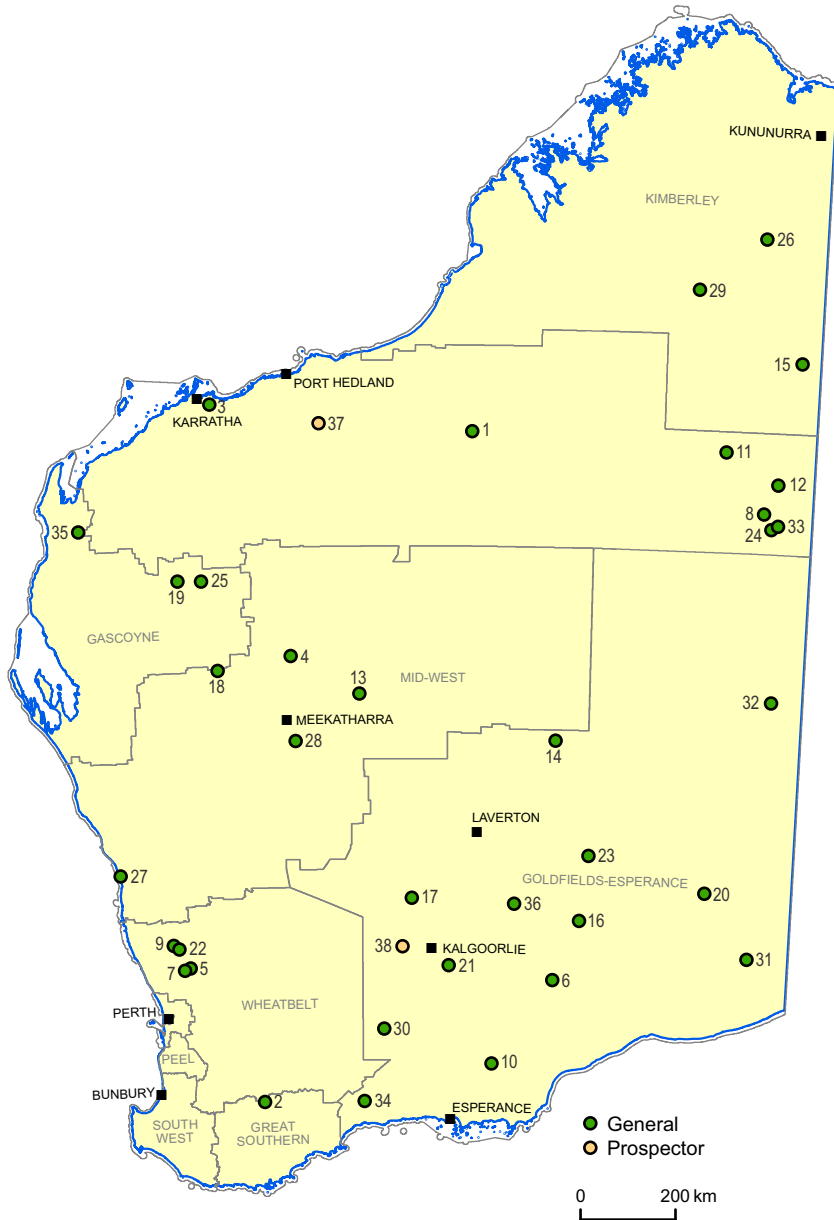 KUNUNURRA
KIMBERLEY
26
29
15
PORT HEDLAND
3
KARRATHA
37
1
11
12
8
33
24
35
19
25
GASCOYNE
4
18
13
MID-WEST
MEEKATHARRA
28
32
14
LAVERTON
23
27
GOLDFIELDS-ESPERANCE
20
17
36
16
9
22
38
KALGOORLIE
7
5
21
31
6
WHEATBELT
PERTH
30
PEEL
10
BUNBURY
2
34
ESPERANCE
SOUTH
WEST
GREAT
SOUTHERN
General
Prospector
0 200 km